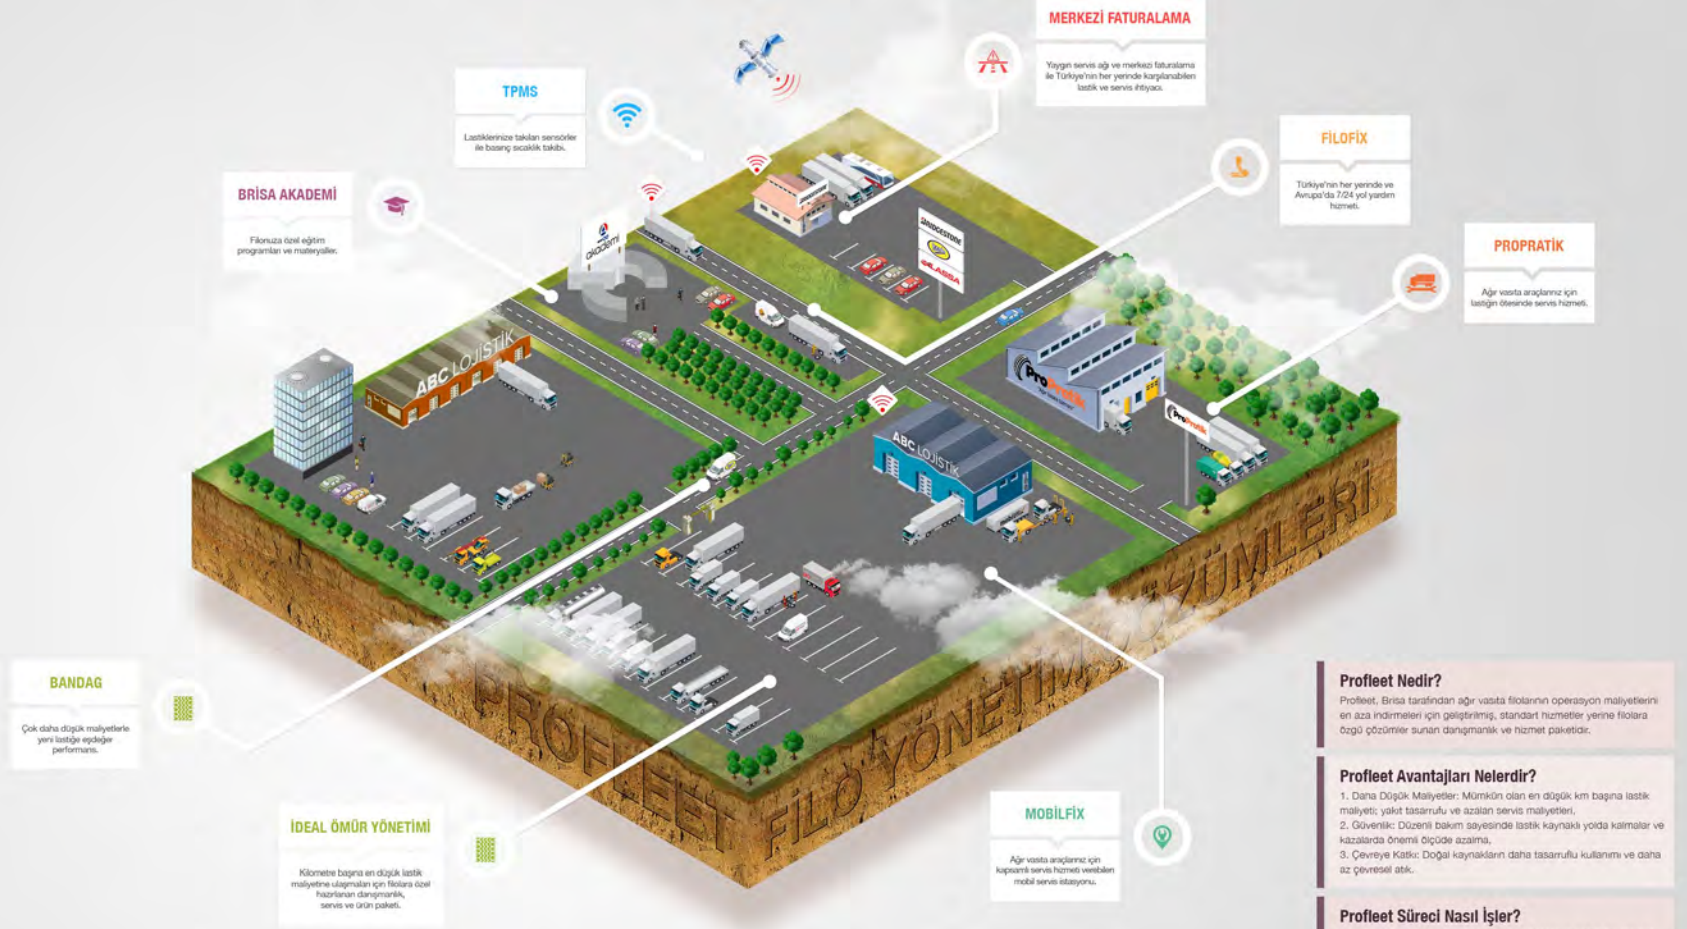 MERKEZİ FATURALAMA
Yaygın servis ağı ve merkezi faturalama
ile Türkiye'nin her yerinde karşılanabilen
lastik ve servis ihtiyacı.
TPMS
Lastiklerinize takılan sensörler
ile basınç sıcaklık takibi.
FİLOFİX
Türkiye'nin her yerinde ve
Avrupa'da 7/24 yol yardım
hizmeti.
BRİSA AKADEMİ
Filonuza özel eğitim
programları ve materyaller.
PROPRATİK
Ağır vasıta araçlarınız için
lastiğin ötesinde servis hizmeti.
akademi
BRIDGESTONE
LASSA
ABC LOJİSTİK
ProPratik
ProPratik
ABC LOJİSTİK
BANDAG
Çok daha düşük maliyetlerle
yeni lastiğe eşdeğer
performans.
İDEAL ÖMÜR YÖNETİMİ
Kilometre başına en düşük lastik
maliyetine ulaşmaları için filolara özel
hazırlanan danışmanlık,
servis ve ürün paketi.
MOBİLFİX
Ağır vasıta araçlarınız için
kapsamlı servis hizmeti verebilen
mobil servis istasyonu.
PROFLEET FİLO YÖNETİM ÇÖZÜMLERİ
Profleet Nedir?
Profleet, Brisa tarafından ağır vasıta filolarının operasyon maliyetlerini
en aza indirmeleri için geliştirilmiş, standart hizmetler yerine filolara
özgü çözümler sunan danışmanlık ve hizmet paketidir.
Profleet Avantajları Nelerdir?
1. Daha Düşük Maliyetler: Mümkün olan en düşük km başına lastik
maliyeti; yakıt tasarrufu ve azalan servis maliyetleri,
2. Güvenlik: Düzenli bakım sayesinde lastik kaynaklı yolda kalmalar ve
kazalarda önemli ölçüde azalma,
3. Çevreye Katkı: Doğal kaynakların daha tasarruflu kullanımı ve daha
az çevresel atık.
Profleet Süreci Nasıl İşler?